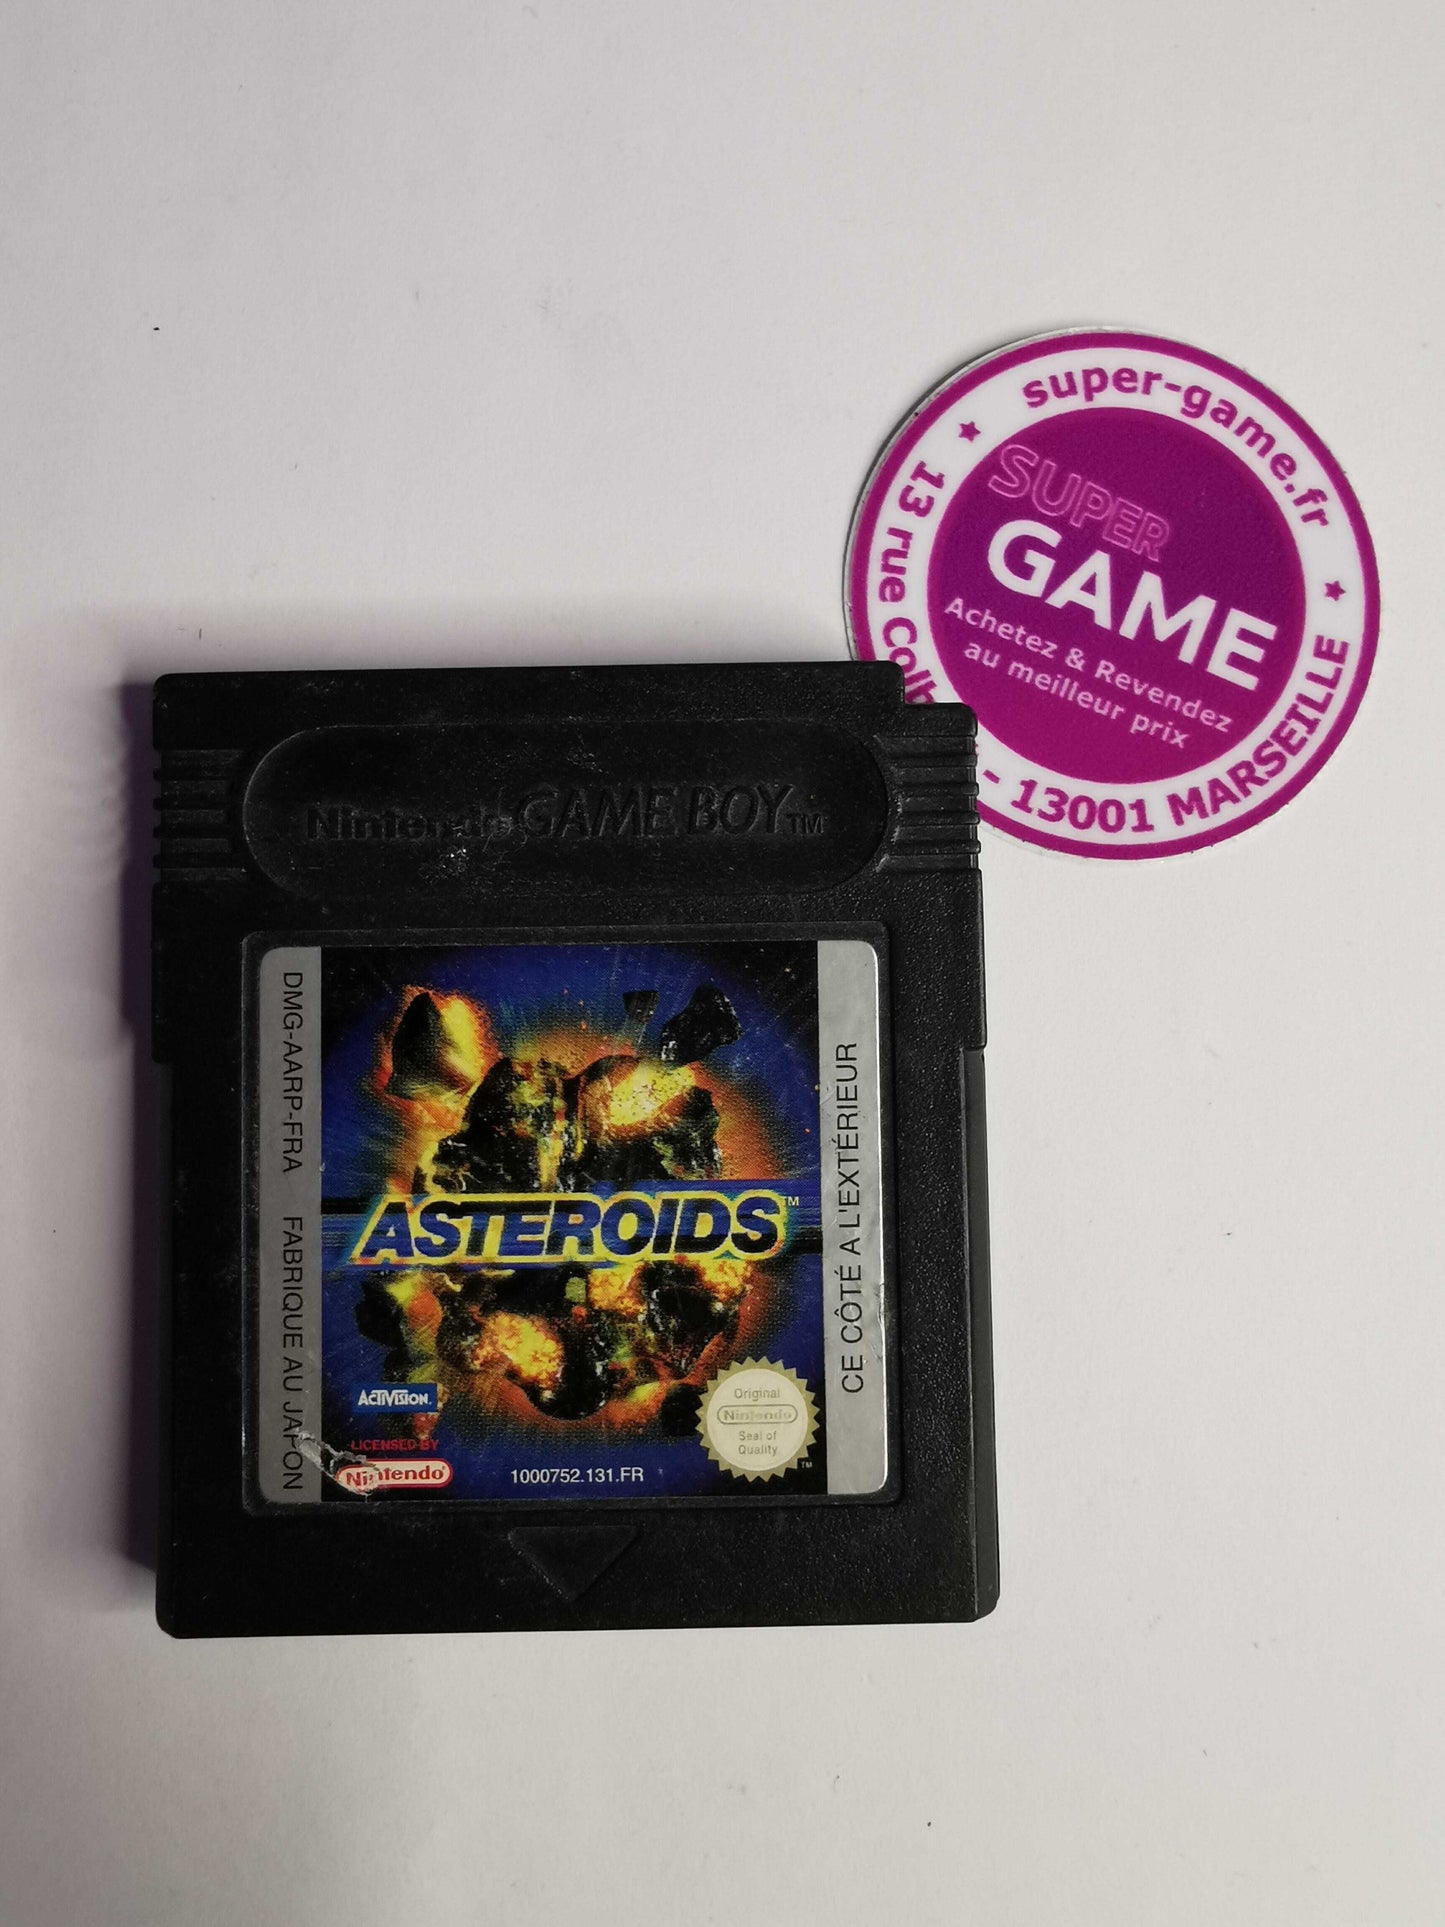 super-game.fr
13 rue Colb
- 13001 MARSEILLE
SUPER
GAME
Achetez & Revendez
au meilleur prix
Nintendo GAME BOY™
DMG-AARP-FRA FABRIQUE AU JAPON
ASTEROIDS™
CE CÔTÉ A L'EXTÉRIEUR
ACTIVISION.
LICENSED BY
Nintendo®
1000752.131.FR
Original
Nintendo
Seal of
Quality
TM